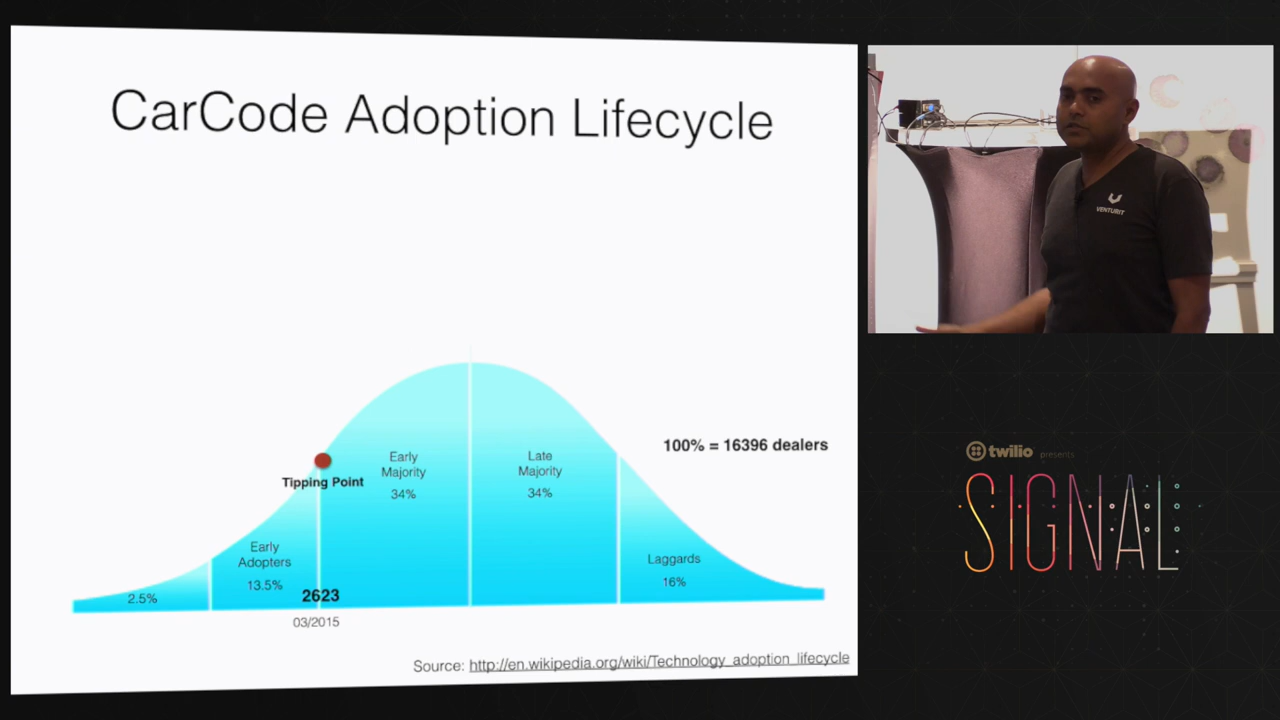 CarCode Adoption Lifecycle
100% = 16396 dealers
Early
Majority
34%
Late
Majority
34%
Tipping Point
Early
Adopters
13.5%
Laggards
16%
2.5%
2623
03/2015
Source: http://en.wikipedia.org/wiki/Technology_adoption_lifecycle
VENTURIT
twilio presents
SIGNAL